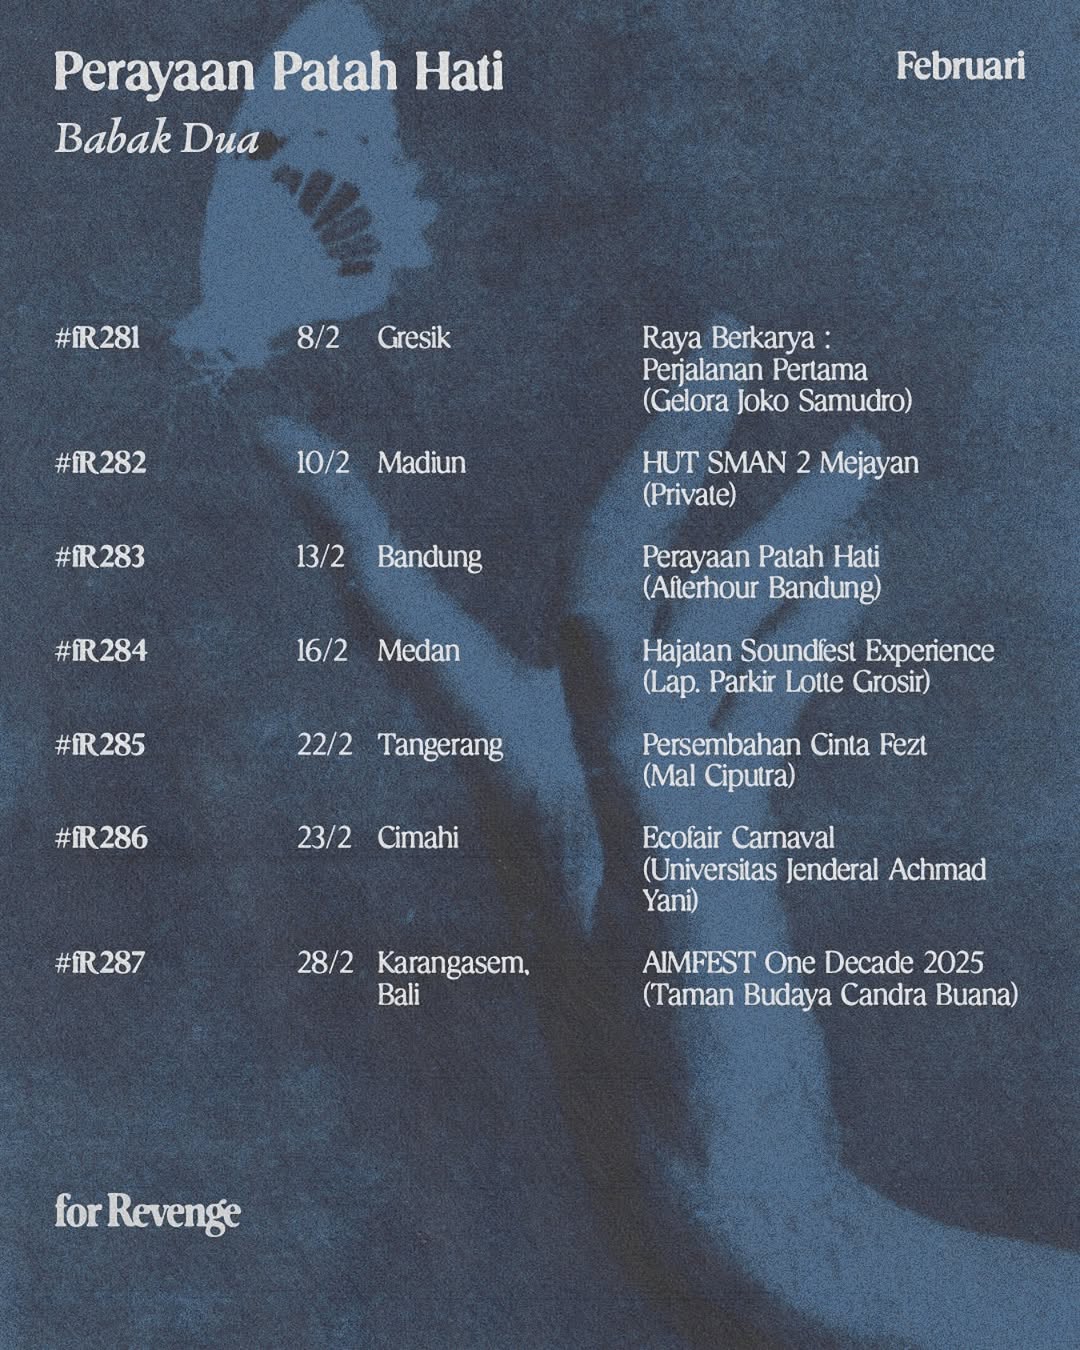 Perayaan Patah Hati
Februari
Babak Dua
#fR281 8/2 Gresik Raya Berkarya :
Perjalanan Pertama
(Gelora Joko Samudro)
#fR282 10/2 Madiun HUT SMAN 2 Mejayan
(Private)
#fR283 13/2 Bandung Perayaan Patah Hati
(Afterhour Bandung)
#fR284 16/2 Medan Hajatan Soundfest Experience
(Lap. Parkir Lotte Grosir)
#fR285 22/2 Tangerang Persembahan Cinta Fezt
(Mal Ciputra)
#fR286 23/2 Cimahi Ecofair Carnaval
(Universitas Jenderal Achmad
Yani)
#fR287 28/2 Karangasem, AIMFEST One Decade 2025
Bali (Taman Budaya Candra Buana)
for Revenge